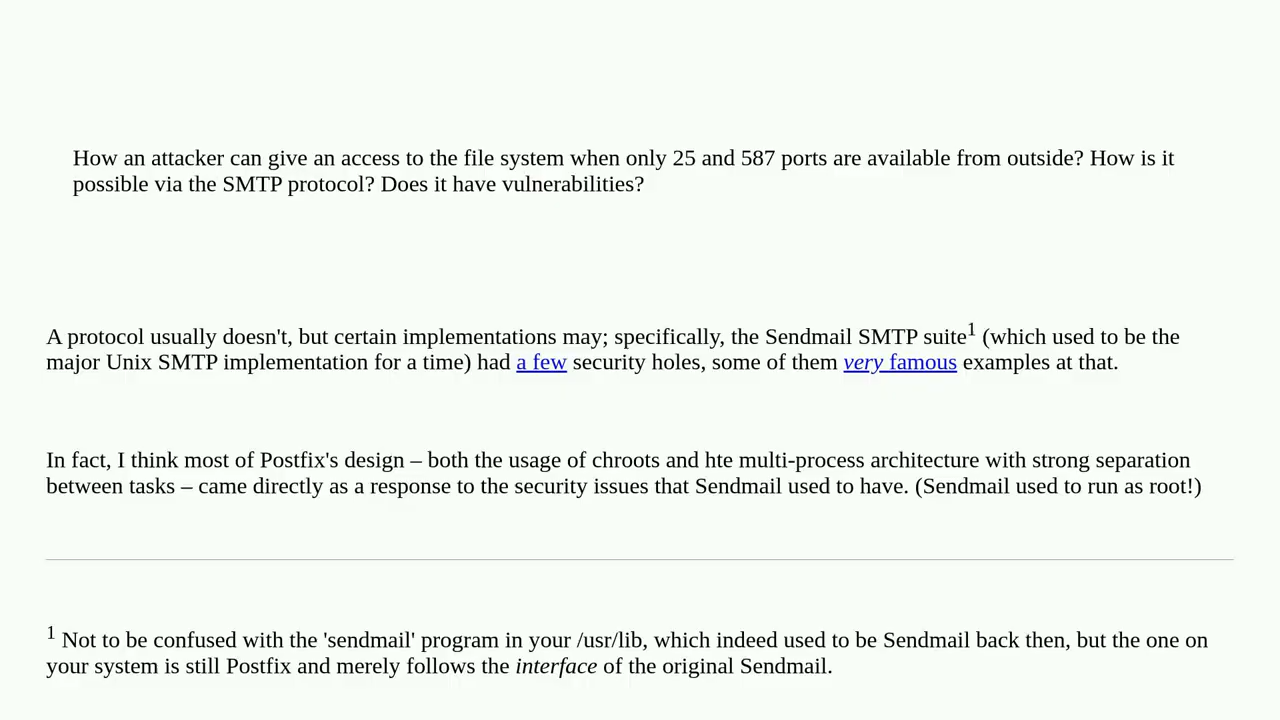 How an attacker can give an access to the file system when only 25 and 587 ports are available from outside? How is it
possible via the SMTP protocol? Does it have vulnerabilities?
A protocol usually doesn't, but certain implementations may; specifically, the Sendmail SMTP suite1 (which used to be the
major Unix SMTP implementation for a time) had a few security holes, some of them very famous examples at that.
In fact, I think most of Postfix's design – both the usage of chroots and hte multi-process architecture with strong separation
between tasks – came directly as a response to the security issues that Sendmail used to have. (Sendmail used to run as root!)
1 Not to be confused with the 'sendmail' program in your /usr/lib, which indeed used to be Sendmail back then, but the one on
your system is still Postfix and merely follows the interface of the original Sendmail.